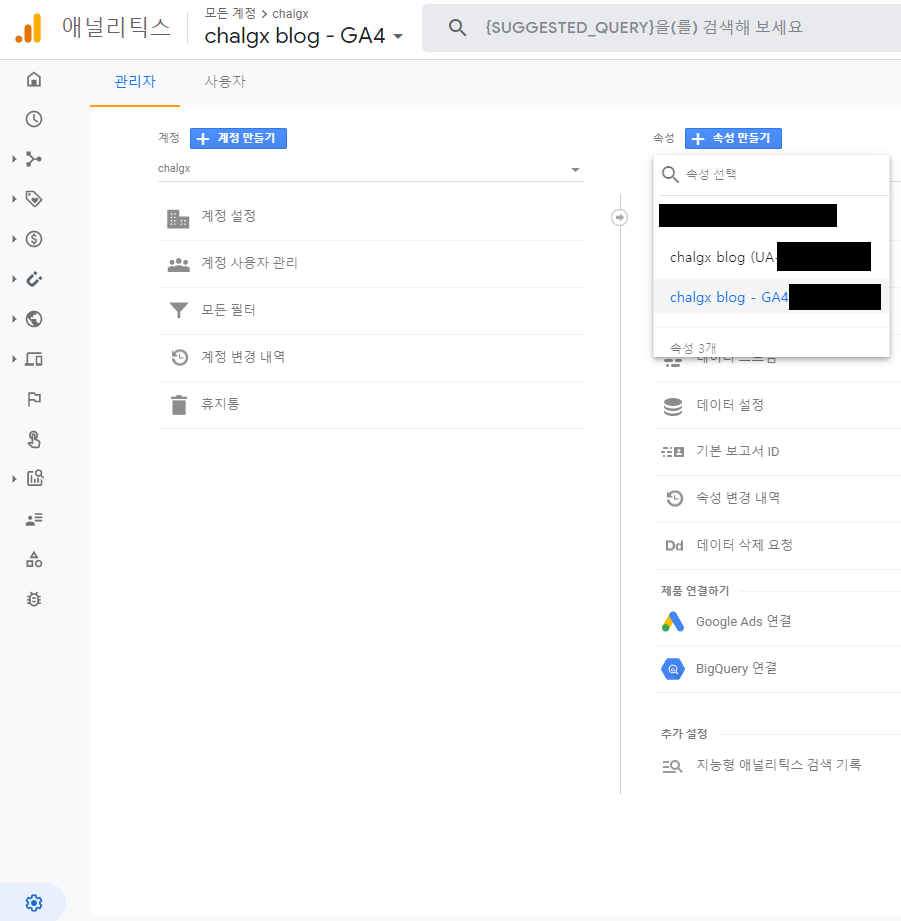 애널리틱스
모든 계정 > chalgx
chalgx blog - GA4
{SUGGESTED_QUERY}을(를) 검색해 보세요
관리자
사용자
계정
+ 계정 만들기
chalgx
계정 설정
계정 사용자 관리
모든 필터
계정 변경 내역
휴지통
속성
+ 속성 만들기
속성 선택
chalgx blog (UA-
chalgx blog - GA4
속성 3개
데이터 스트림
데이터 설정
기본 보고서 ID
속성 변경 내역
Dd 데이터 삭제 요청
제품 연결하기
Google Ads 연결
BigQuery 연결
추가 설정
지능형 애널리틱스 검색 기록